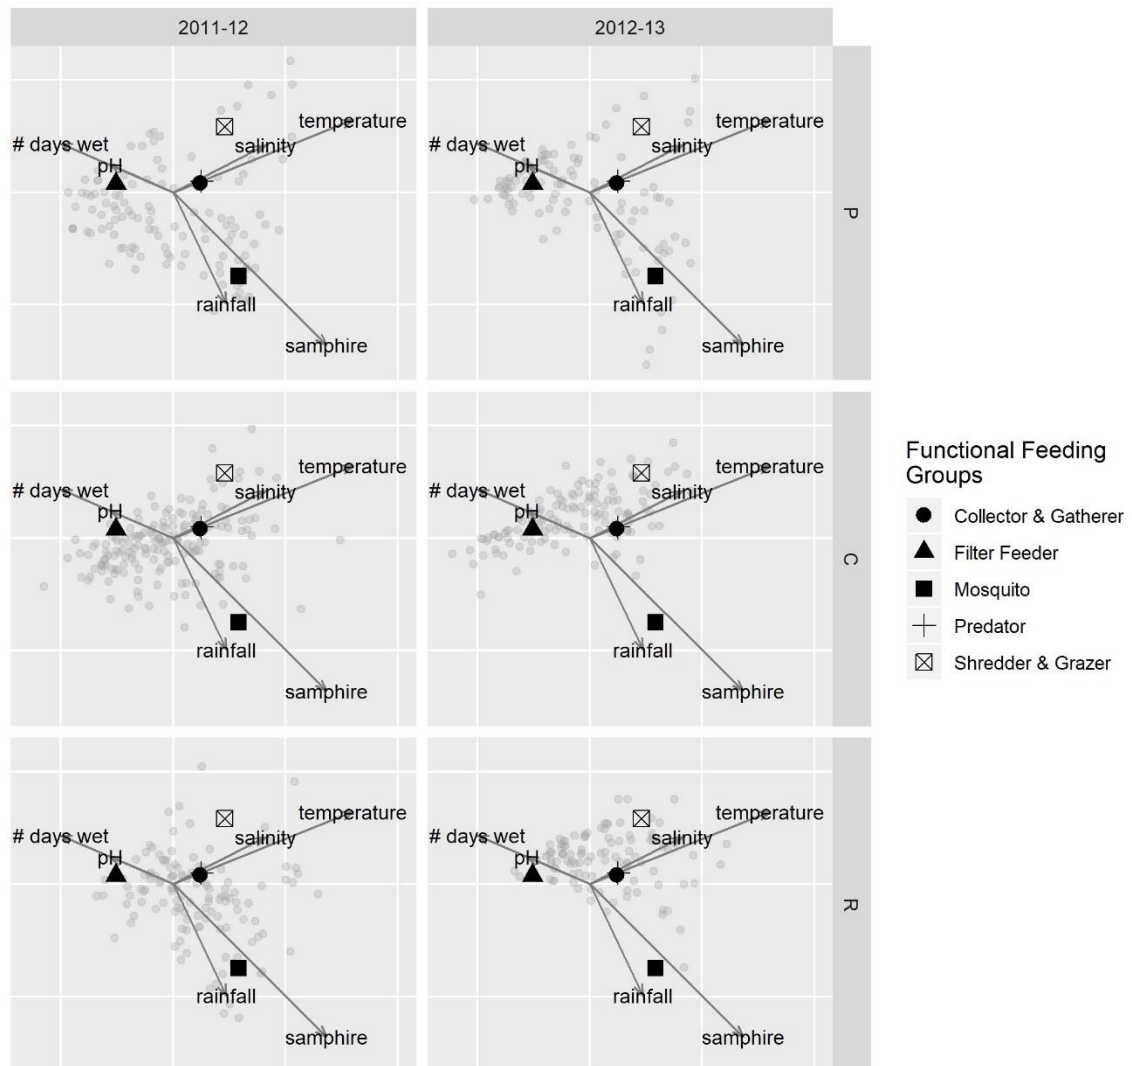 2011-12
2012-13
temperature
# days wet
salinity
pH
rainfall
samphire
temperature
# days wet
salinity
pH
rainfall
samphire
P
temperature
# days wet
salinity
pH
rainfall
samphire
temperature
# days wet
salinity
pH
rainfall
samphire
C
temperature
# days wet
salinity
pH
rainfall
samphire
temperature
# days wet
salinity
pH
rainfall
samphire
R
Functional Feeding
Groups
Collector & Gatherer
Filter Feeder
Mosquito
Predator
Shredder & Grazer